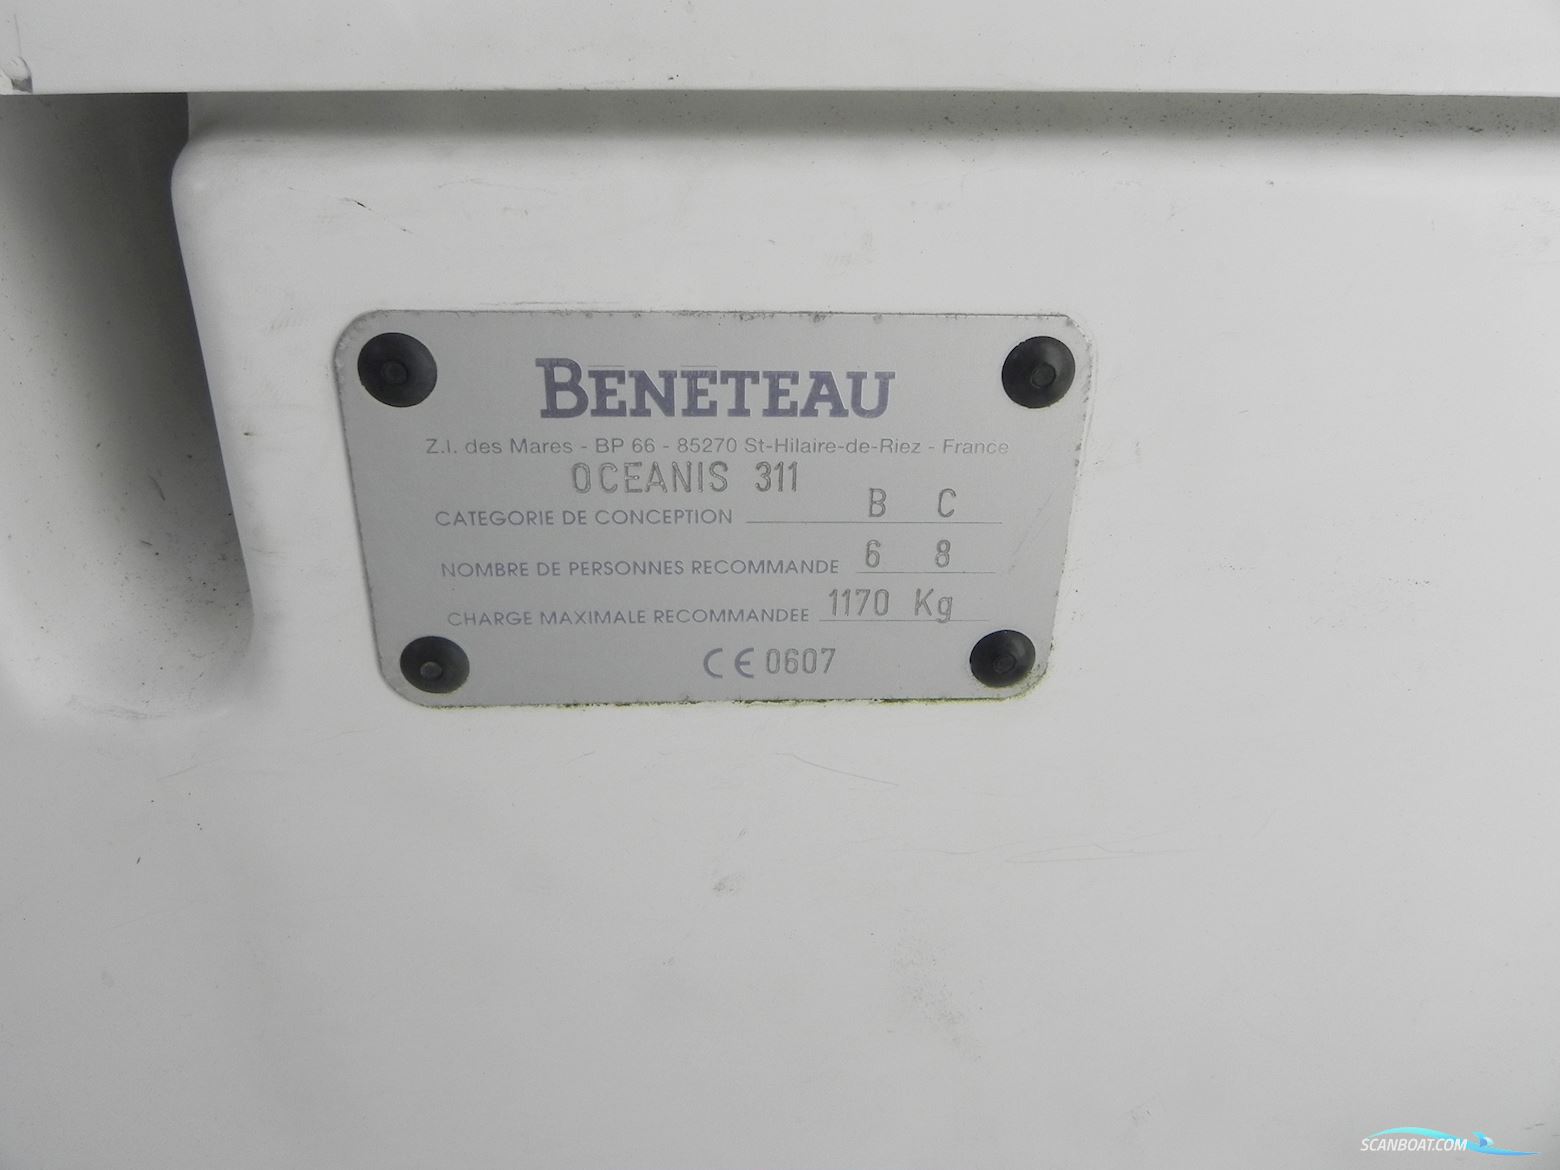 BENETEAU
Z.I. des Mares - BP 66 - 85270 St-Hilaire-de-Riez - France
OCEANIS 311
CATEGORIE DE CONCEPTION B C
NOMBRE DE PERSONNES RECOMMANDE 6 8
CHARGE MAXIMALE RECOMMANDEE 1170 Kg
CE 0607
SCANBOAT.COM